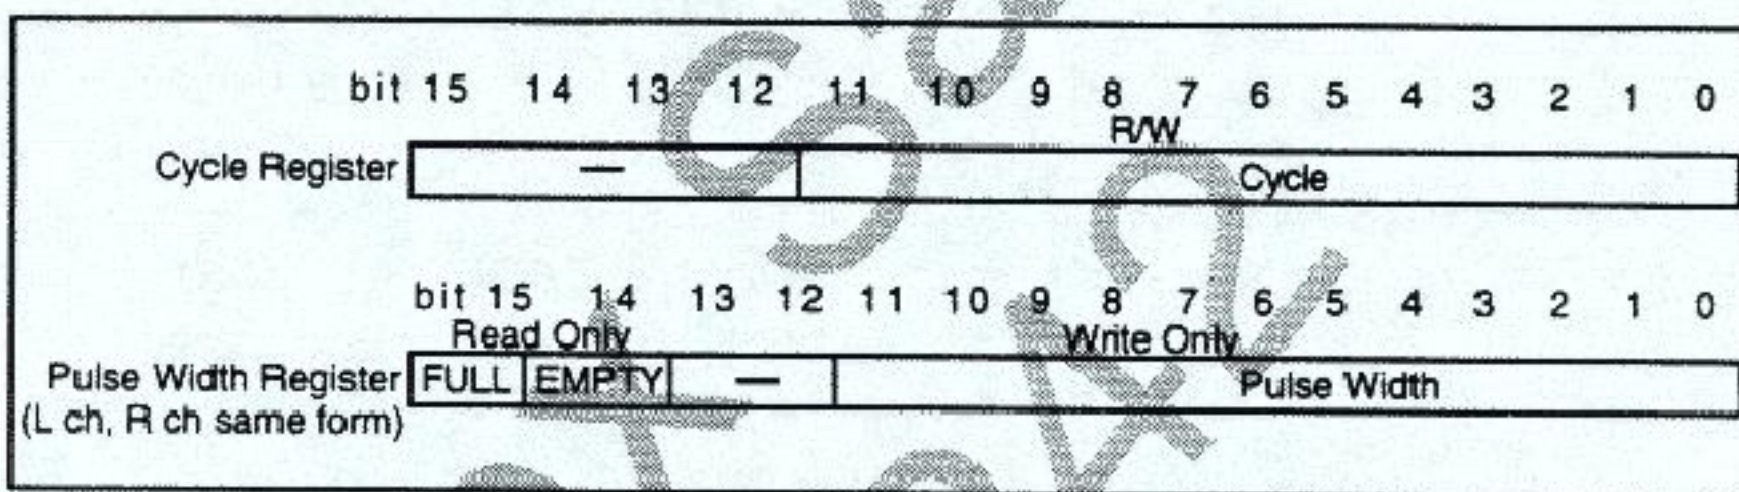 bit 15 14 13 12 11 10 9 8 7 6 5 4 3 2 1 0
R/W
Cycle Register — Cycle
bit 15 14 13 12 11 10 9 8 7 6 5 4 3 2 1 0
Read Only Write Only
Pulse Width Register FULL EMPTY — Pulse Width
(L ch, R ch same form)